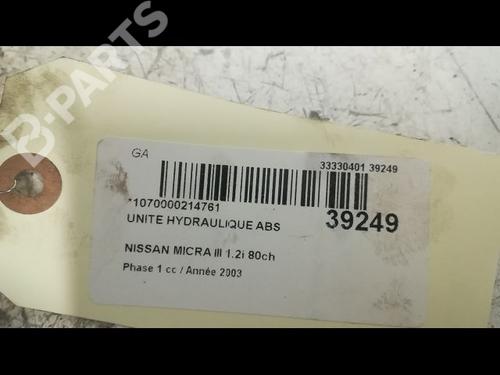 B-PARTS
GA
33330401 39249
*1070000214761
39249
UNITE HYDRAULIQUE ABS
NISSAN MICRA III 1.2i 80ch
Phase 1 cc / Année 2003